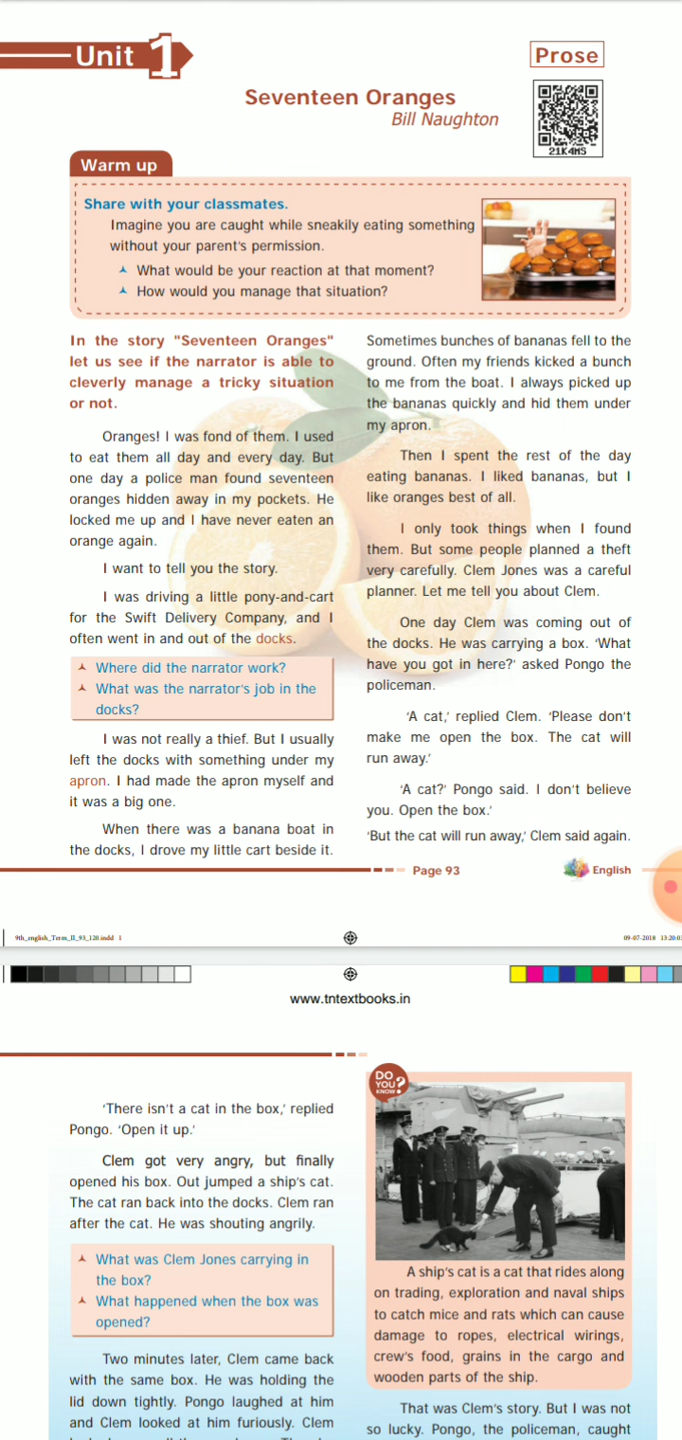 Unit 1
Prose
Seventeen Oranges
Bill Naughton
21K4MS
Warm up
Share with your classmates.
Imagine you are caught while sneakily eating something
without your parent's permission.
What would be your reaction at that moment?
How would you manage that situation?
In the story "Seventeen Oranges"
let us see if the narrator is able to
cleverly manage a tricky situation
or not.
Oranges! I was fond of them. I used
to eat them all day and every day. But
one day a police man found seventeen
oranges hidden away in my pockets. He
locked me up and I have never eaten an
orange again.
I want to tell you the story.
I was driving a little pony-and-cart
for the Swift Delivery Company, and I
often went in and out of the docks.
Where did the narrator work?
What was the narrator's job in the
docks?
I was not really a thief. But I usually
left the docks with something under my
apron. I had made the apron myself and
it was a big one.
When there was a banana boat in
the docks, I drove my little cart beside it.
Sometimes bunches of bananas fell to the
ground. Often my friends kicked a bunch
to me from the boat. I always picked up
the bananas quickly and hid them under
my apron.
Then I spent the rest of the day
eating bananas. I liked bananas, but I
like oranges best of all.
I only took things when I found
them. But some people planned a theft
very carefully. Clem Jones was a careful
planner. Let me tell you about Clem.
One day Clem was coming out of
the docks. He was carrying a box. 'What
have you got in here?' asked Pongo the
policeman.
'A cat,' replied Clem. 'Please don't
make me open the box. The cat will
run away.'
'A cat?' Pongo said. I don't believe
you. Open the box.'
'But the cat will run away,' Clem said again.
Page 93
English
9th_english_Term_II_93_120.indd 1
09-07-2018 13:20:0
www.tntextbooks.in
'There isn't a cat in the box,' replied
Pongo. 'Open it up.'
Clem got very angry, but finally
opened his box. Out jumped a ship's cat.
The cat ran back into the docks. Clem ran
after the cat. He was shouting angrily.
What was Clem Jones carrying in
the box?
What happened when the box was
opened?
Two minutes later, Clem came back
with the same box. He was holding the
lid down tightly. Pongo laughed at him
and Clem looked at him furiously. Clem
DO
YOU
KNOW
?
A ship's cat is a cat that rides along
on trading, exploration and naval ships
to catch mice and rats which can cause
damage to ropes, electrical wirings,
crew's food, grains in the cargo and
wooden parts of the ship.
That was Clem's story. But I was not
so lucky. Pongo, the policeman, caught